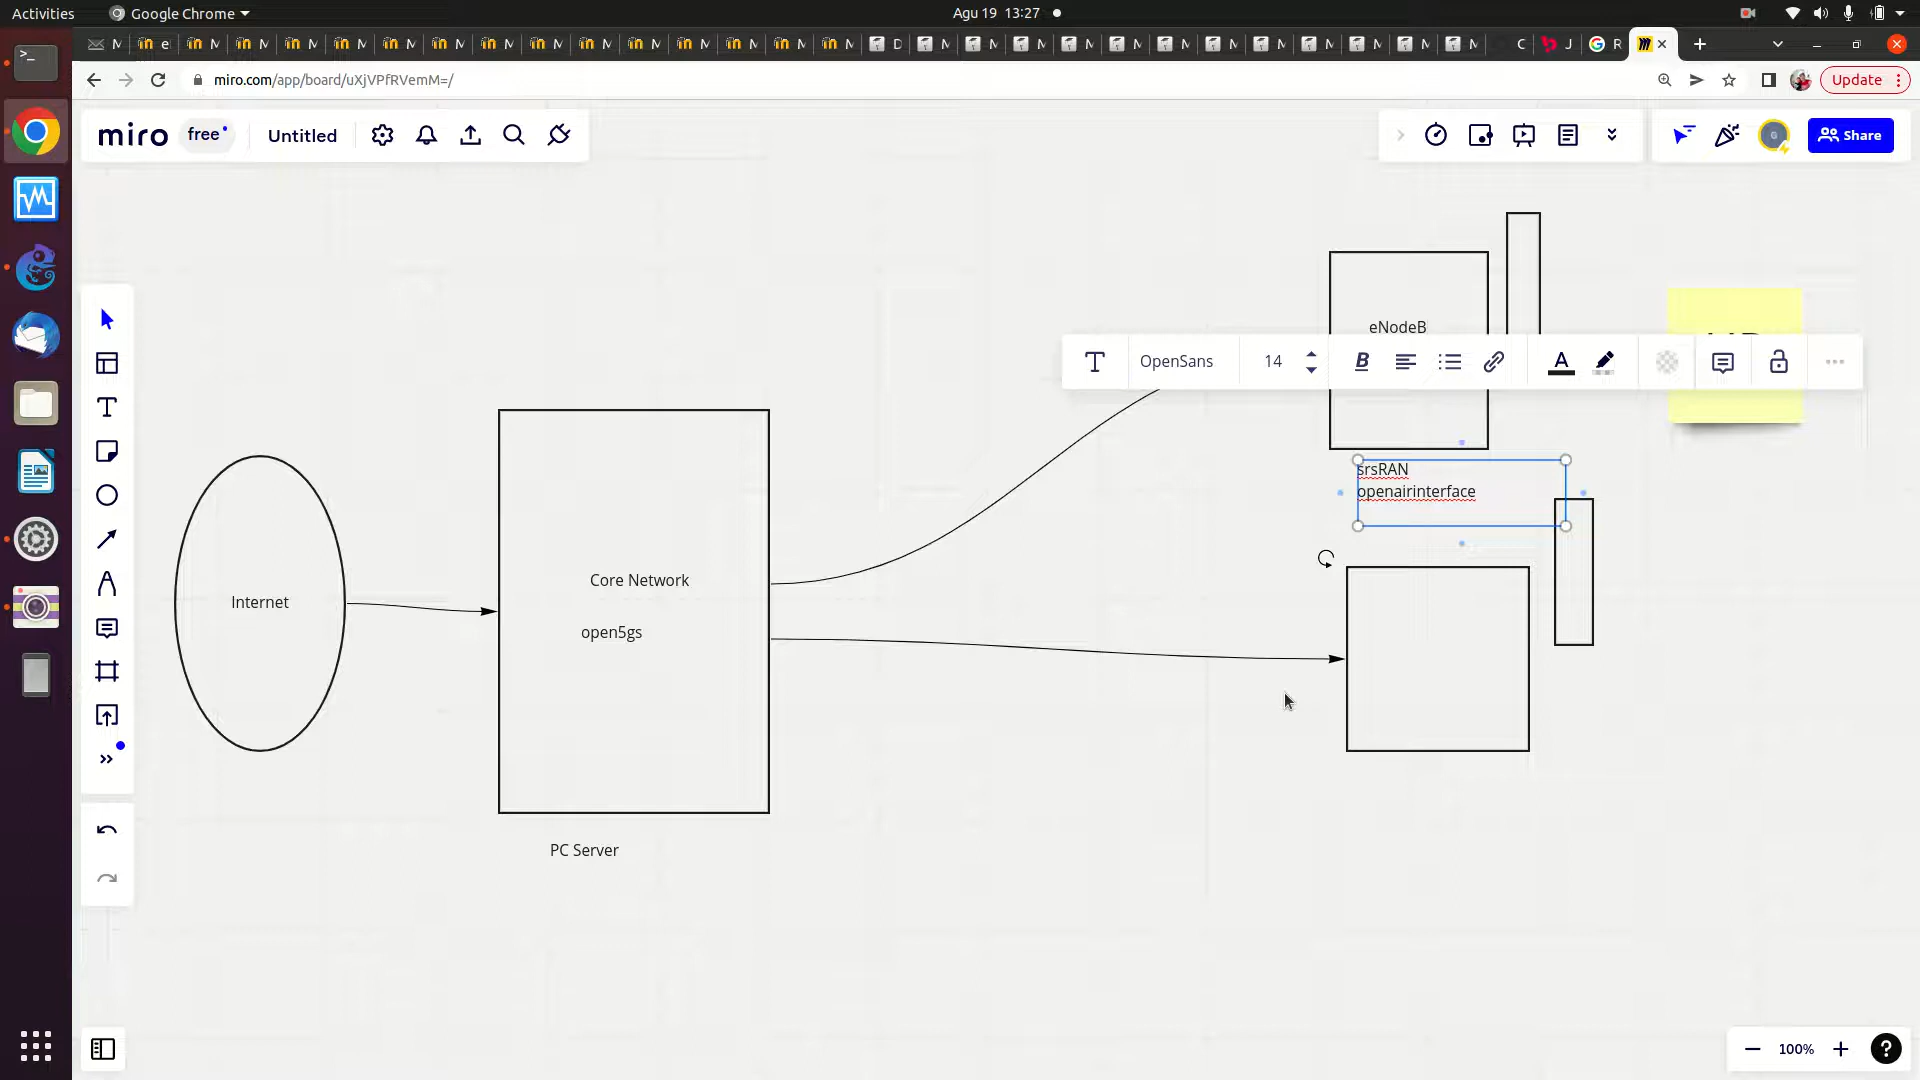 Activities
Google Chrome
Agu 19 13:27
miro.com/app/board/uXjVPfRVemM=/
Update
miro
free
Untitled
Share
eNodeB
OpenSans
14
B
A
srsRAN
openairinterface
Core Network
open5gs
Internet
PC Server
100%